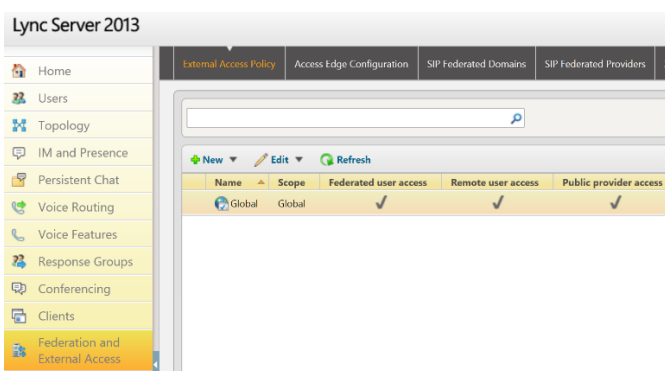 Lync Server 2013
Home
Users
Topology
IM and Presence
Persistent Chat
Voice Routing
Voice Features
Response Groups
Conferencing
Clients
Federation and
External Access
External Access Policy Access Edge Configuration SIP Federated Domains SIP Federated Providers
New Edit Refresh
Name Scope Federated user access Remote user access Public provider access
Global Global